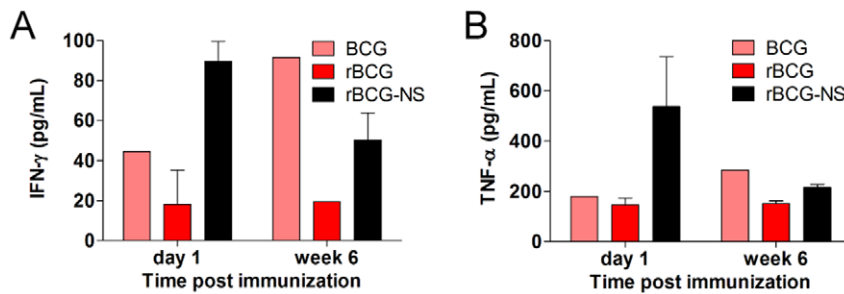 A
IFN-γ (pg/mL)
100
80
60
40
20
0
BCG
rBCG
rBCG-NS
day 1
week 6
Time post immunization
B
TNF-α (pg/mL)
800
600
400
200
0
BCG
rBCG
rBCG-NS
day 1
week 6
Time post immunization